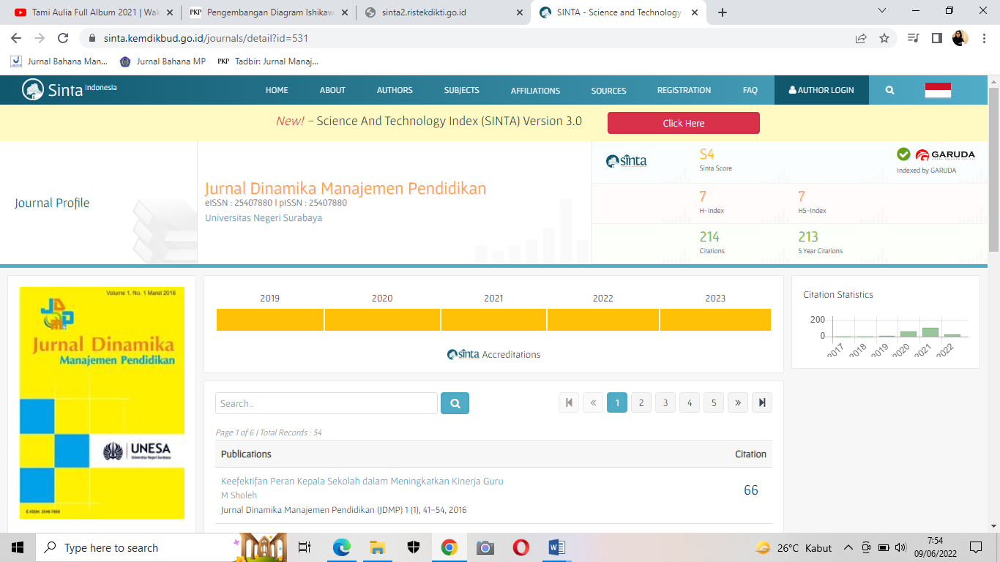 Tami Aulia Full Album 2021 | Wak
PKP Pengembangan Diagram Ishikaw
sinta2.ristekdikti.go.id
SINTA - Science and Technology
sinta.kemdikbud.go.id/journals/detail?id=531
Jurnal Bahana Man...
Jurnal Bahana MP
PKP Tadbir: Jurnal Manaj...
Sinta Indonesia
HOME
ABOUT
AUTHORS
SUBJECTS
AFFILIATIONS
SOURCES
REGISTRATION
FAQ
AUTHOR LOGIN
New! - Science And Technology Index (SINTA) Version 3.0
Click Here
Journal Profile
Jurnal Dinamika Manajemen Pendidikan
eISSN : 25407880 | pISSN : 25407880
Universitas Negeri Surabaya
sinta
S4
Sinta Score
GARUDA
Indexed by GARUDA
7
H-Index
7
H5-Index
214
Citations
213
5 Year Citations
Volume 1. No. 1 Maret 2016
JDMP
Jurnal Dinamika
Manajemen Pendidikan
UNESA
Universitas Negeri Surabaya
E-ISSN: 2540-7880
2019
2020
2021
2022
2023
sinta Accreditations
Citation Statistics
200
0
2017
2018
2019
2020
2021
2022
Search..
1
2
3
4
5
Page 1 of 6 | Total Records : 54
Publications
Citation
Keefektifan Peran Kepala Sekolah dalam Meningkatkan Kinerja Guru
66
M Sholeh
Jurnal Dinamika Manajemen Pendidikan (JDMP) 1 (1), 41-54, 2016
Type here to search
26°C Kabut
7:54
09/06/2022